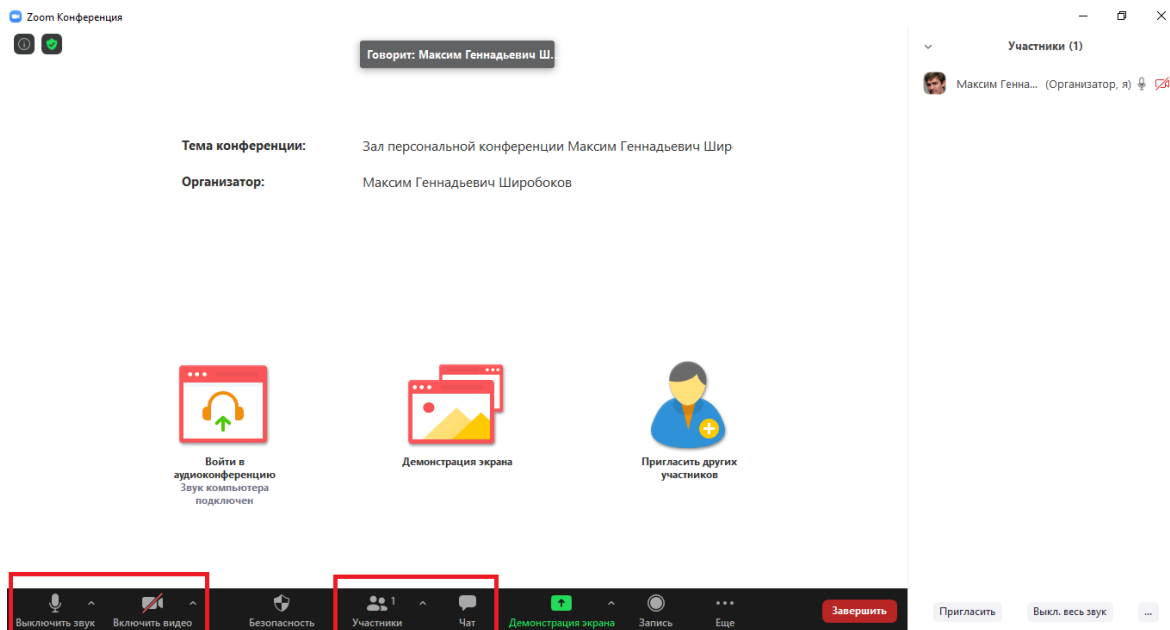 Zoom Конференция
Говорит: Максим Геннадьевич Ш...
Участники (1)
Максим Генна... (Организатор, я)
Тема конференции: Зал персональной конференции Максим Геннадьевич Шир
Организатор: Максим Геннадьевич Широбоков
Войти в
аудиоконференцию
Звук компьютера
подключен
Демонстрация экрана
Пригласить других
участников
1
Выключить звук
Включить видео
Безопасность
Участники
Чат
Демонстрация экрана
Запись
Еще
Завершить
Пригласить
Выкл. весь звук
...